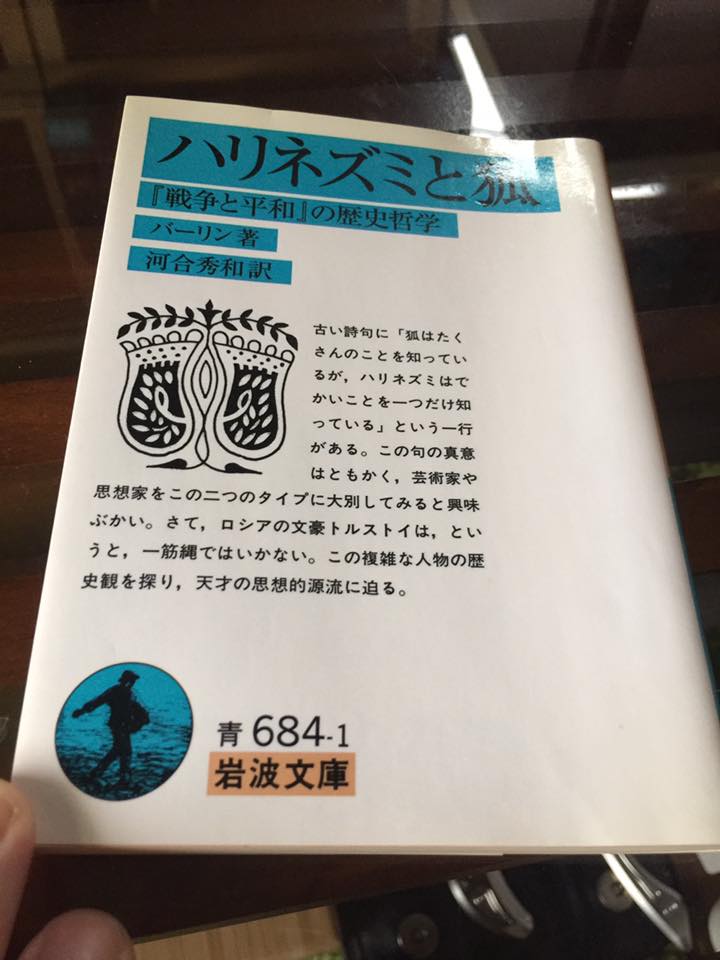 ハリネズミと狐
『戦争と平和』の歴史哲学
バーリン著
河合秀和訳
古い詩句に「狐はたく
さんのことを知ってい
るが，ハリネズミはで
かいことを一つだけ知
っている」という一行
がある。この句の真意
はともかく，芸術家や
思想家をこの二つのタイプに大別してみると興味
ぶかい。さて，ロシアの文豪トルストイは，とい
うと，一筋縄ではいかない。この複雑な人物の歴
史観を探り，天才の思想的源流に迫る。
青 684-1
岩波文庫